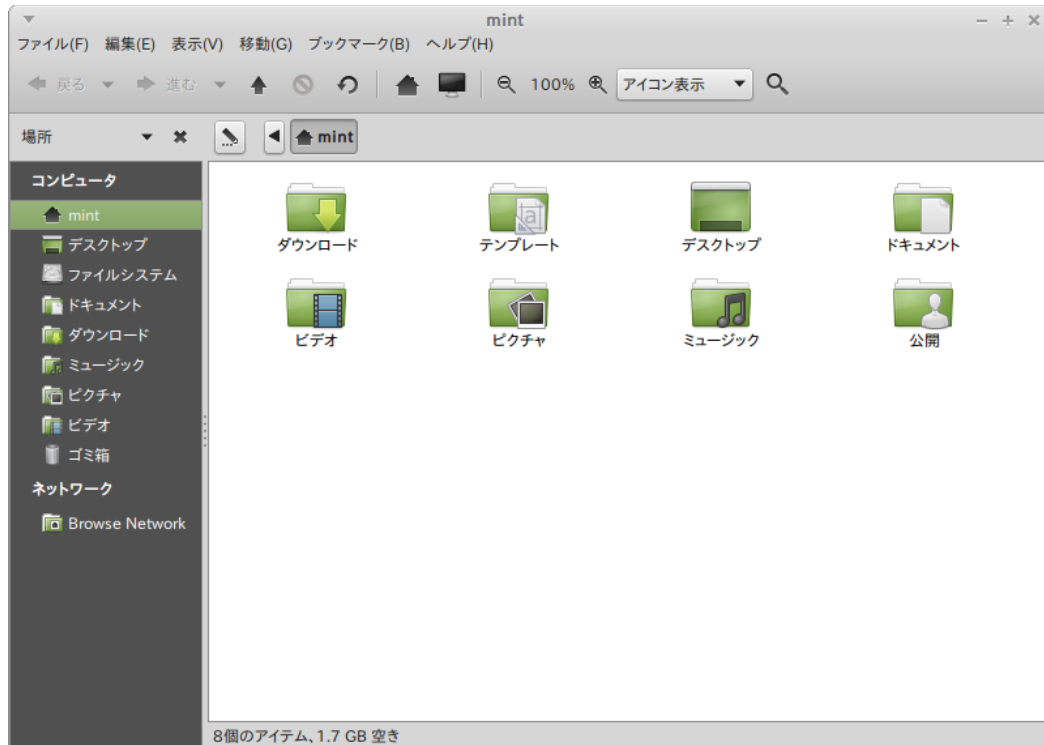 mint
ファイル(F) 編集(E) 表示(V) 移動(G) ブックマーク(B) ヘルプ(H)
戻る 進む 100% アイコン表示
場所 mint
コンピュータ
mint
デスクトップ
ファイルシステム
ドキュメント
ダウンロード
ミュージック
ピクチャ
ビデオ
ゴミ箱
ネットワーク
Browse Network
ダウンロード テンプレート デスクトップ ドキュメント
ビデオ ピクチャ ミュージック 公開
8個のアイテム、1.7 GB 空き